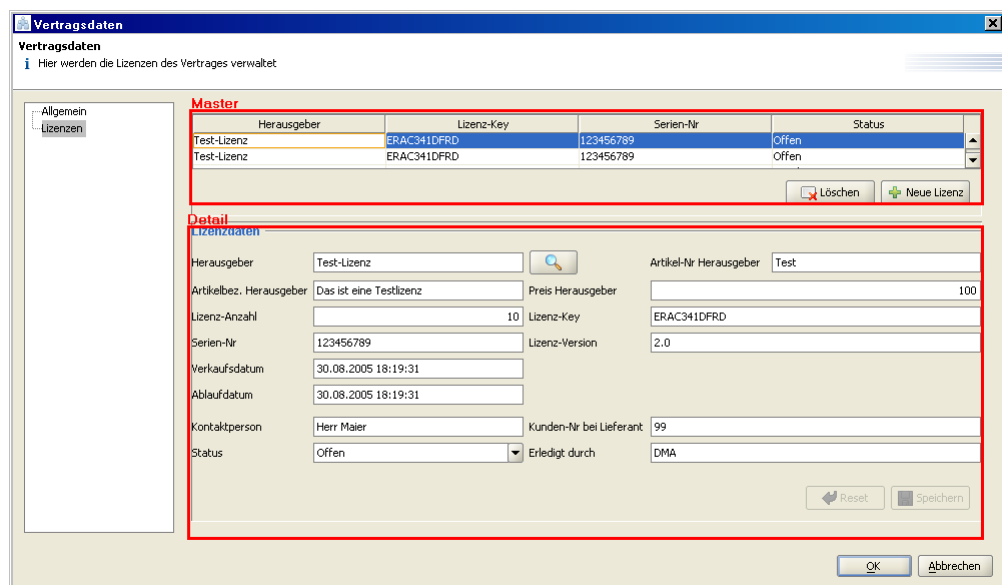 Vertragsdaten
Vertragsdaten
Hier werden die Lizenzen des Vertrages verwaltet
Allgemein
Lizenzen
Master
Herausgeber Lizenz-Key Serien-Nr Status
Test-Lizenz ERAC341DFRD 123456789 Offen
Test-Lizenz ERAC341DFRD 123456789 Offen
Löschen Neue Lizenz
Detail
Lizenzdaten
Herausgeber Test-Lizenz Artikel-Nr Herausgeber Test
Artikelbez. Herausgeber Das ist eine Testlizenz Preis Herausgeber 100
Lizenz-Anzahl 10 Lizenz-Key ERAC341DFRD
Serien-Nr 123456789 Lizenz-Version 2.0
Verkaufsdatum 30.08.2005 18:19:31
Ablaufdatum 30.08.2005 18:19:31
Kontaktperson Herr Maier Kunden-Nr bei Lieferant 99
Status Offen Erledigt durch DMA
Reset Speichern
OK Abbrechen